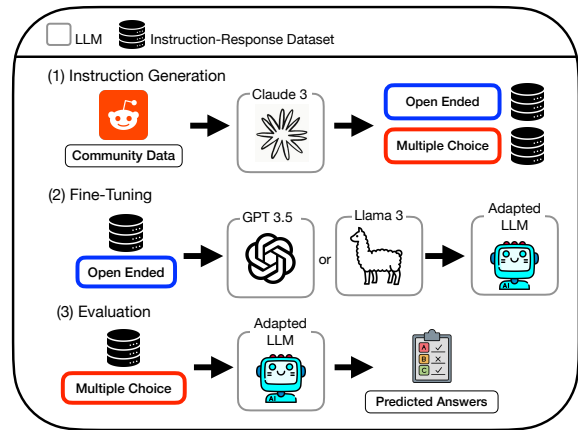 LLM Instruction-Response Dataset
(1) Instruction Generation
Claude 3
Open Ended
Community Data
Multiple Choice
(2) Fine-Tuning
GPT 3.5
Llama 3
Adapted
LLM
or
Open Ended
AI
(3) Evaluation
Adapted
LLM
A
B
C
AI
Multiple Choice
Predicted Answers